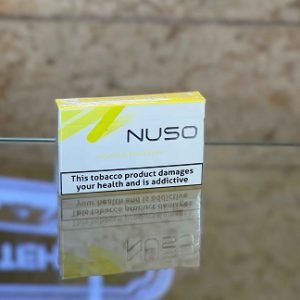 NUSO
This tobacco product damages
your health and is addictive